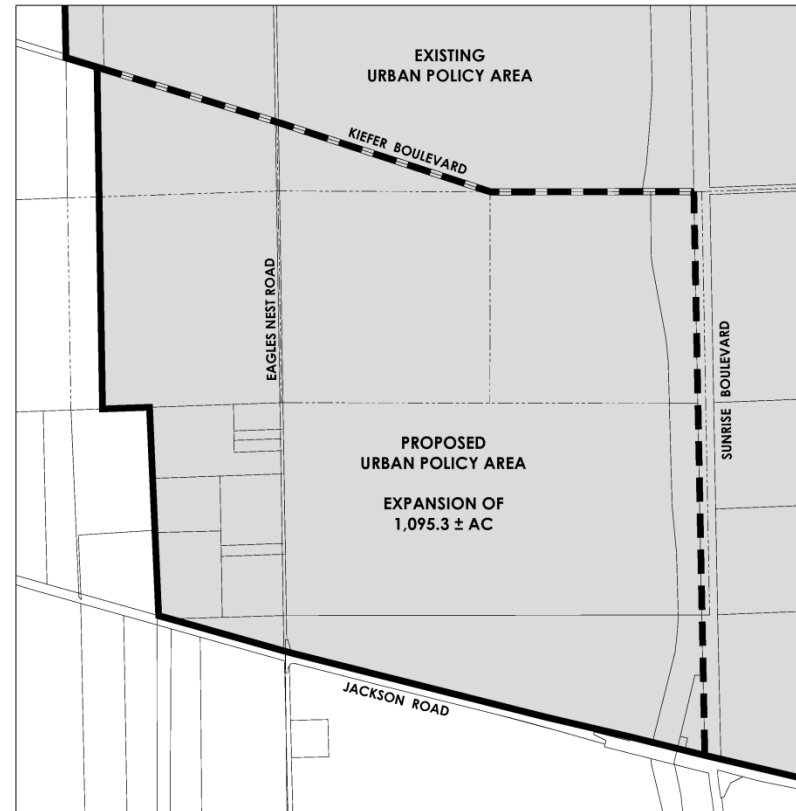 EXISTING
URBAN POLICY AREA
KIEFER BOULEVARD
EAGLES NEST ROAD
SUNRISE BOULEVARD
PROPOSED
URBAN POLICY AREA
EXPANSION OF
1,095.3 ± AC
JACKSON ROAD